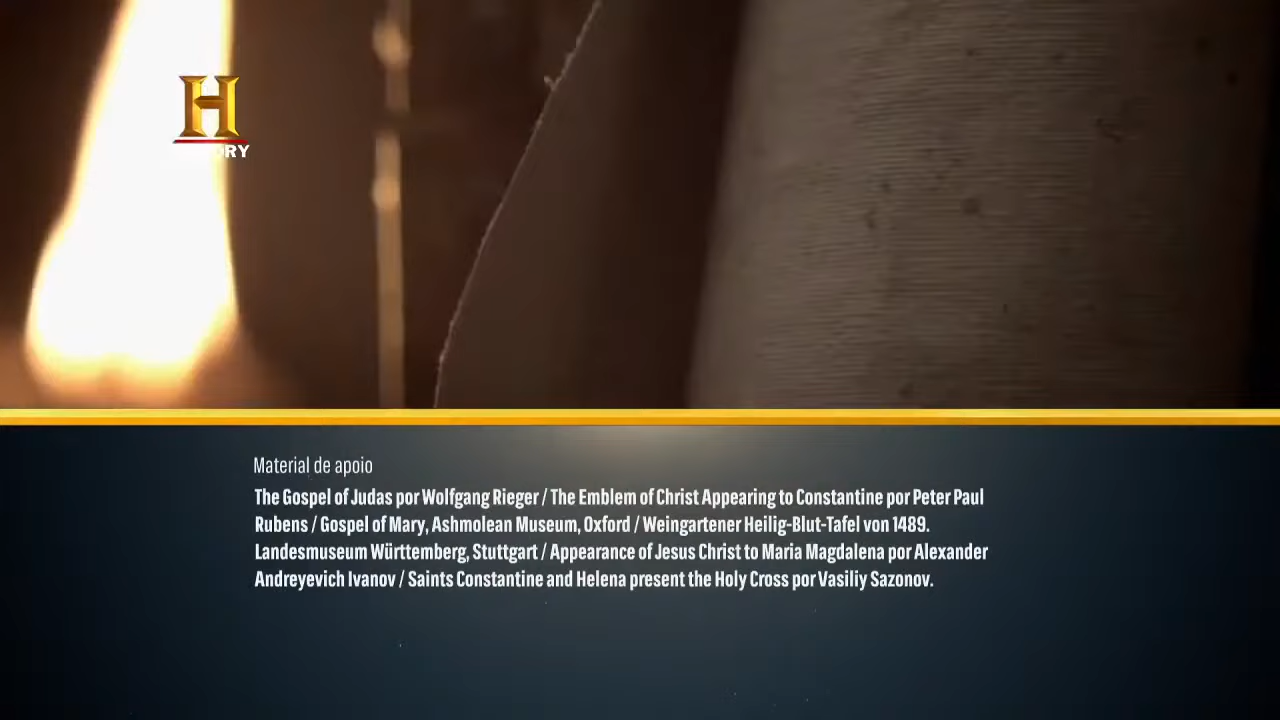 H
HISTORY
Material de apoio
The Gospel of Judas por Wolfgang Rieger / The Emblem of Christ Appearing to Constantine por Peter Paul
Rubens / Gospel of Mary, Ashmolean Museum, Oxford / Weingartener Heilig-Blut-Tafel von 1489.
Landesmuseum Württemberg, Stuttgart / Appearance of Jesus Christ to Maria Magdalena por Alexander
Andreyevich Ivanov / Saints Constantine and Helena present the Holy Cross por Vasiliy Sazonov.